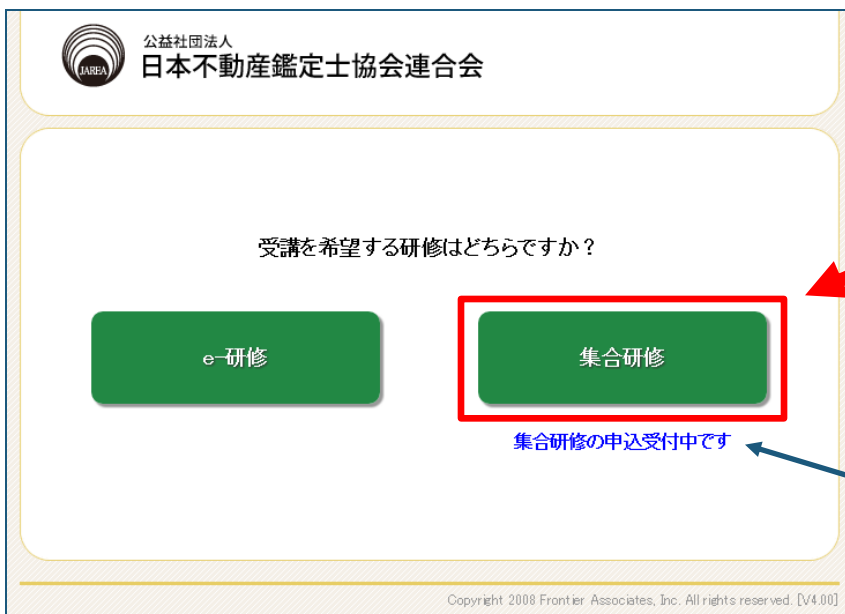 公益社団法人
JAREA
日本不動産鑑定士協会連合会
受講を希望する研修はどちらですか？
e-研修
集合研修
集合研修の申込受付中です
Copyright 2008 Frontier Associates, Inc. All rights reserved. [V4.00]